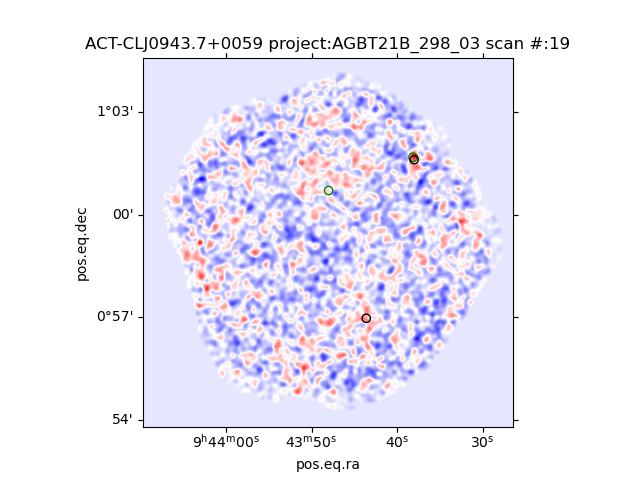 ACT-CLJ0943.7+0059 project:AGBT21B_298_03 scan #:19
1°03'
00'
0°57'
54'
pos.eq.dec
9ʰ44ᵐ00ˢ
43ᵐ50ˢ
40ˢ
30ˢ
pos.eq.ra